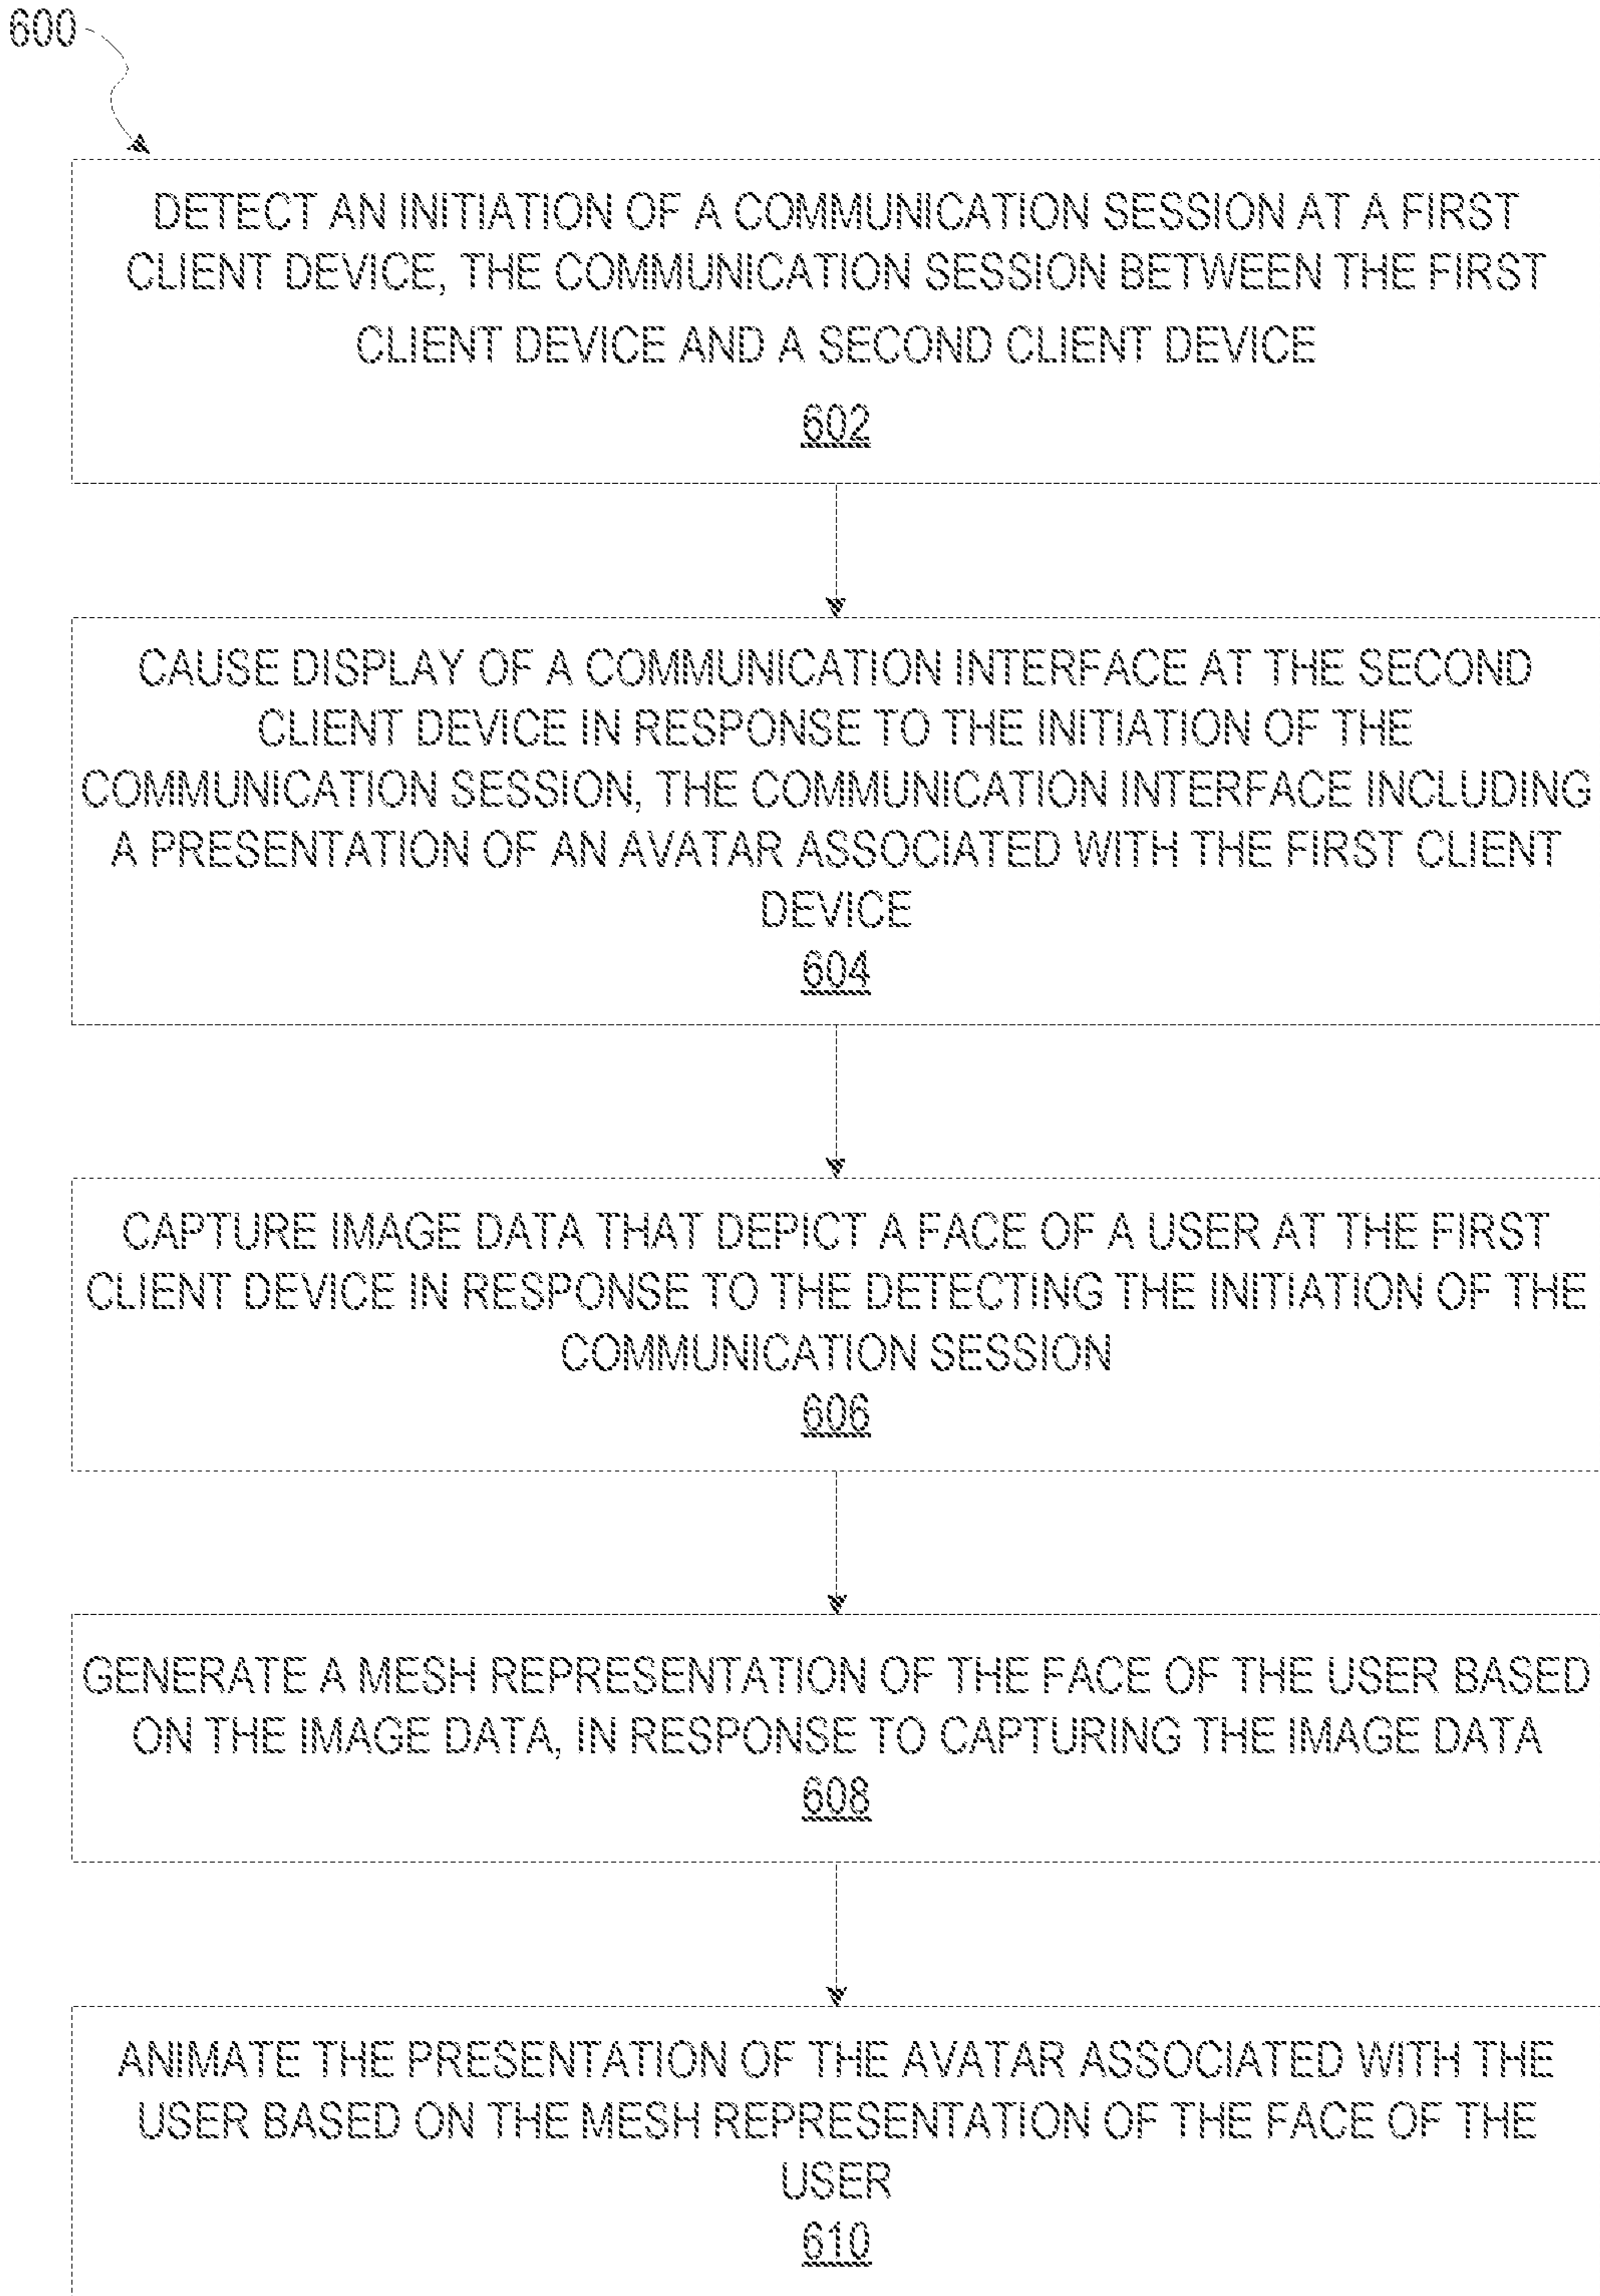 600
DETECT AN INITIATION OF A COMMUNICATION SESSION AT A FIRST
CLIENT DEVICE, THE COMMUNICATION SESSION BETWEEN THE FIRST
CLIENT DEVICE AND A SECOND CLIENT DEVICE
602
CAUSE DISPLAY OF A COMMUNICATION INTERFACE AT THE SECOND
CLIENT DEVICE IN RESPONSE TO THE INITIATION OF THE
COMMUNICATION SESSION, THE COMMUNICATION INTERFACE INCLUDING
A PRESENTATION OF AN AVATAR ASSOCIATED WITH THE FIRST CLIENT
DEVICE
604
CAPTURE IMAGE DATA THAT DEPICT A FACE OF A USER AT THE FIRST
CLIENT DEVICE IN RESPONSE TO THE DETECTING THE INITIATION OF THE
COMMUNICATION SESSION
606
GENERATE A MESH REPRESENTATION OF THE FACE OF THE USER BASED
ON THE IMAGE DATA, IN RESPONSE TO CAPTURING THE IMAGE DATA
608
ANIMATE THE PRESENTATION OF THE AVATAR ASSOCIATED WITH THE
USER BASED ON THE MESH REPRESENTATION OF THE FACE OF THE
USER
610